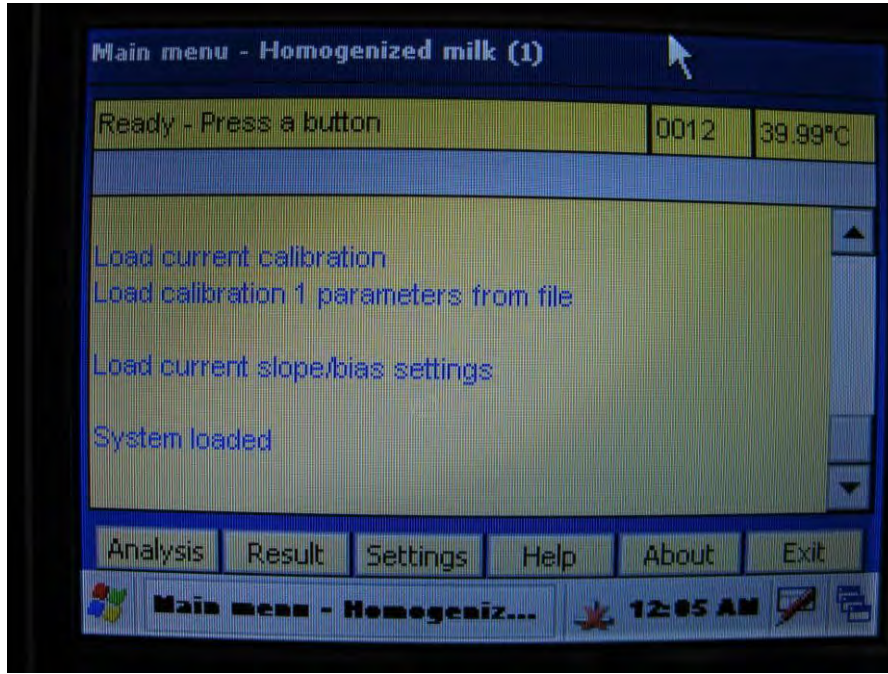 Main menu - Homogenized milk (1)
Ready - Press a button 0012 39.99°C
Load current calibration
Load calibration 1 parameters from file
Load current slope/bias settings
System loaded
Analysis Result Settings Help About Exit
Main menu - Homogeniz... 12:05 AM